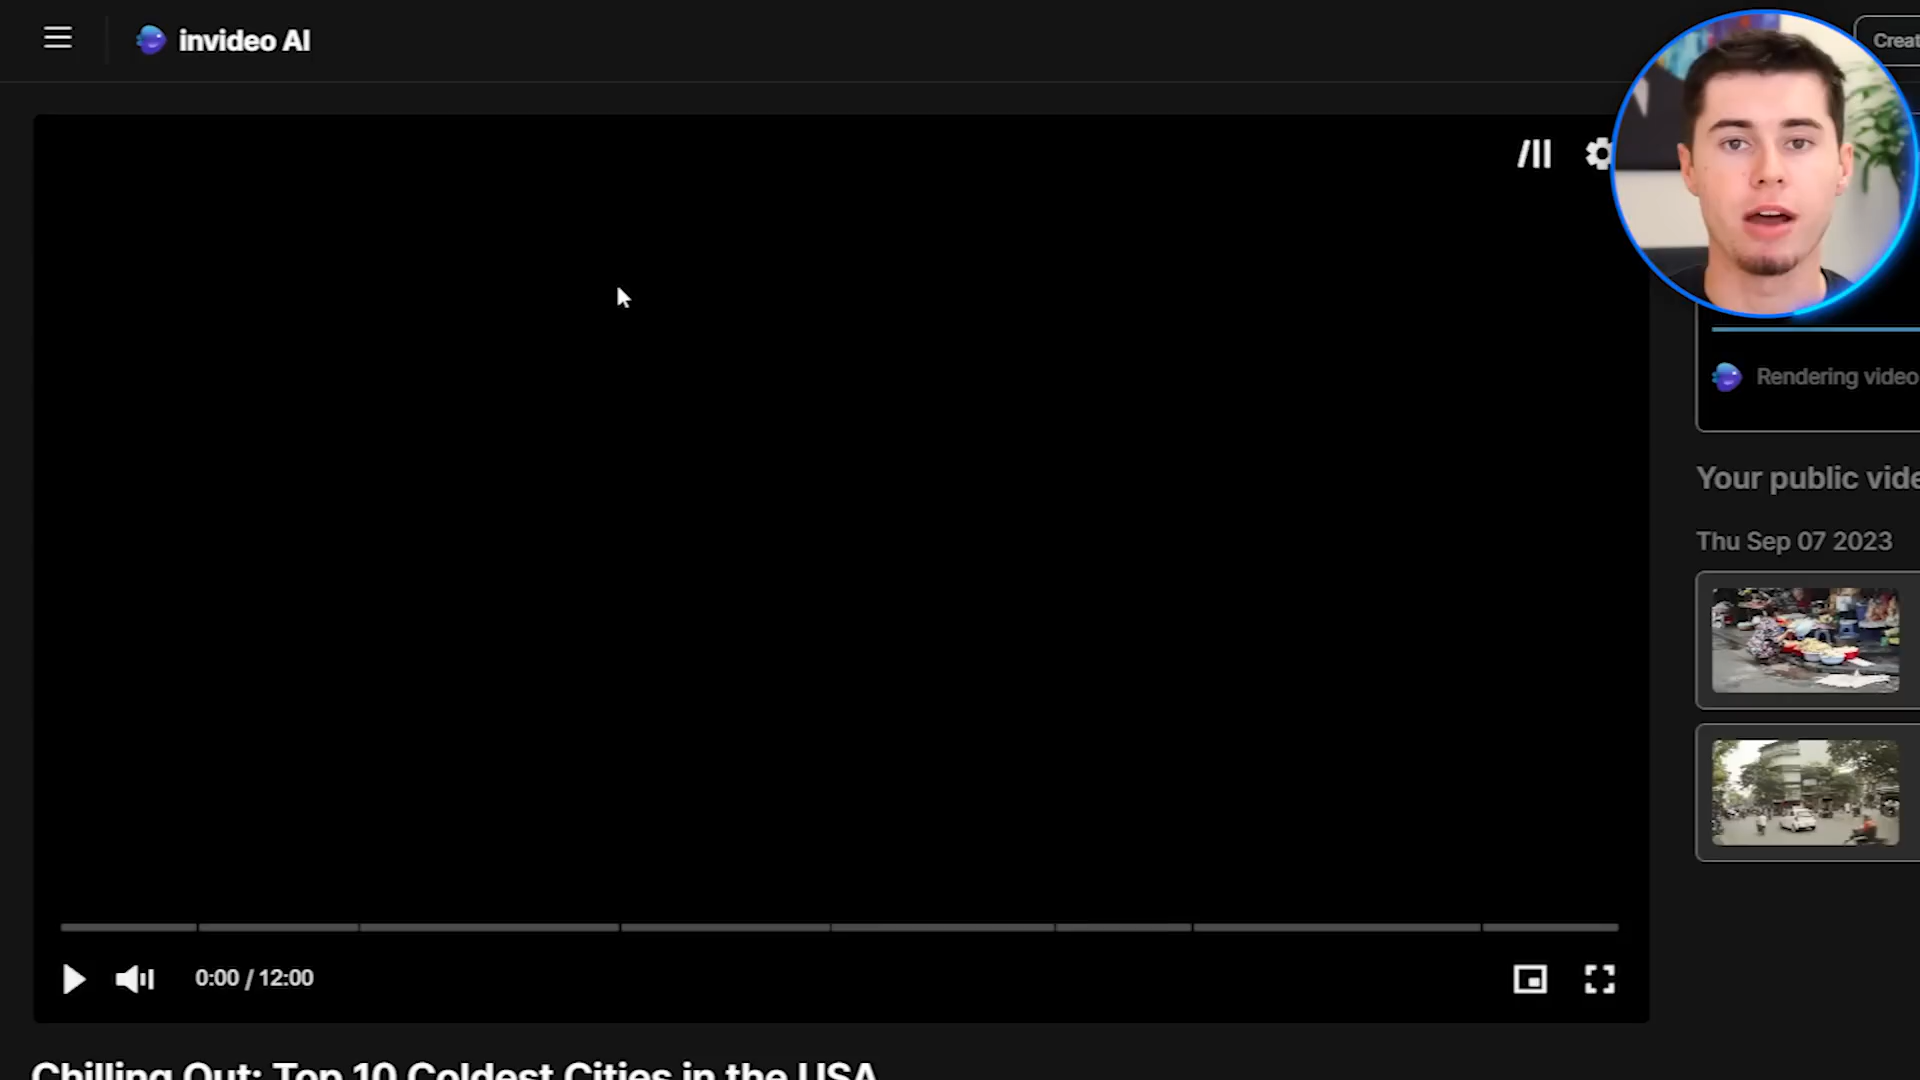 invideo AI
Creat
Rendering video
Your public vide
Thu Sep 07 2023
0:00 / 12:00
Chilling Out: Top 10 Coldest Cities in the USA